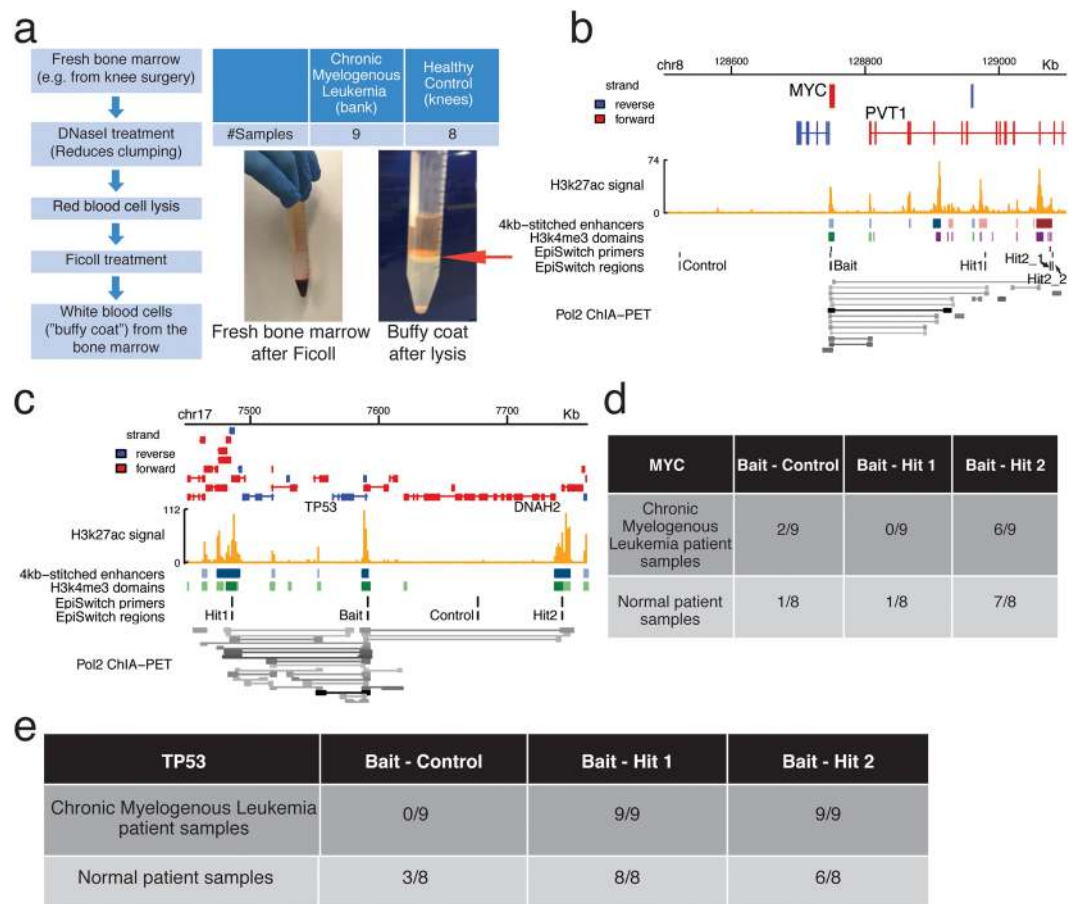 a
Fresh bone marrow
(e.g. from knee surgery)
DNaseI treatment
(Reduces clumping)
Red blood cell lysis
Ficoll treatment
White blood cells
("buffy coat") from the
bone marrow
Chronic
Myelogenous
Leukemia
(bank)
Healthy
Control
(knees)
#Samples
9
8
Fresh bone marrow
after Ficoll
Buffy coat
after lysis
b
chr8
128600
128800
129000
Kb
strand
reverse
forward
MYC
PVT1
74
H3k27ac signal
0
4kb-stitched enhancers
H3k4me3 domains
EpiSwitch primers
EpiSwitch regions
Control
Bait
Hit1
Hit2_1
Hit2_2
Pol2 ChIA-PET
c
chr17
7500
7600
7700
Kb
strand
reverse
forward
TP53
DNAH2
112
H3k27ac signal
0
4kb-stitched enhancers
H3k4me3 domains
EpiSwitch primers
EpiSwitch regions
Hit1
Bait
Control
Hit2
Pol2 ChIA-PET
d
MYC
Bait - Control
Bait - Hit 1
Bait - Hit 2
Chronic
Myelogenous
Leukemia patient
samples
2/9
0/9
6/9
Normal patient
samples
1/8
1/8
7/8
e
TP53
Bait - Control
Bait - Hit 1
Bait - Hit 2
Chronic Myelogenous Leukemia
patient samples
0/9
9/9
9/9
Normal patient samples
3/8
8/8
6/8